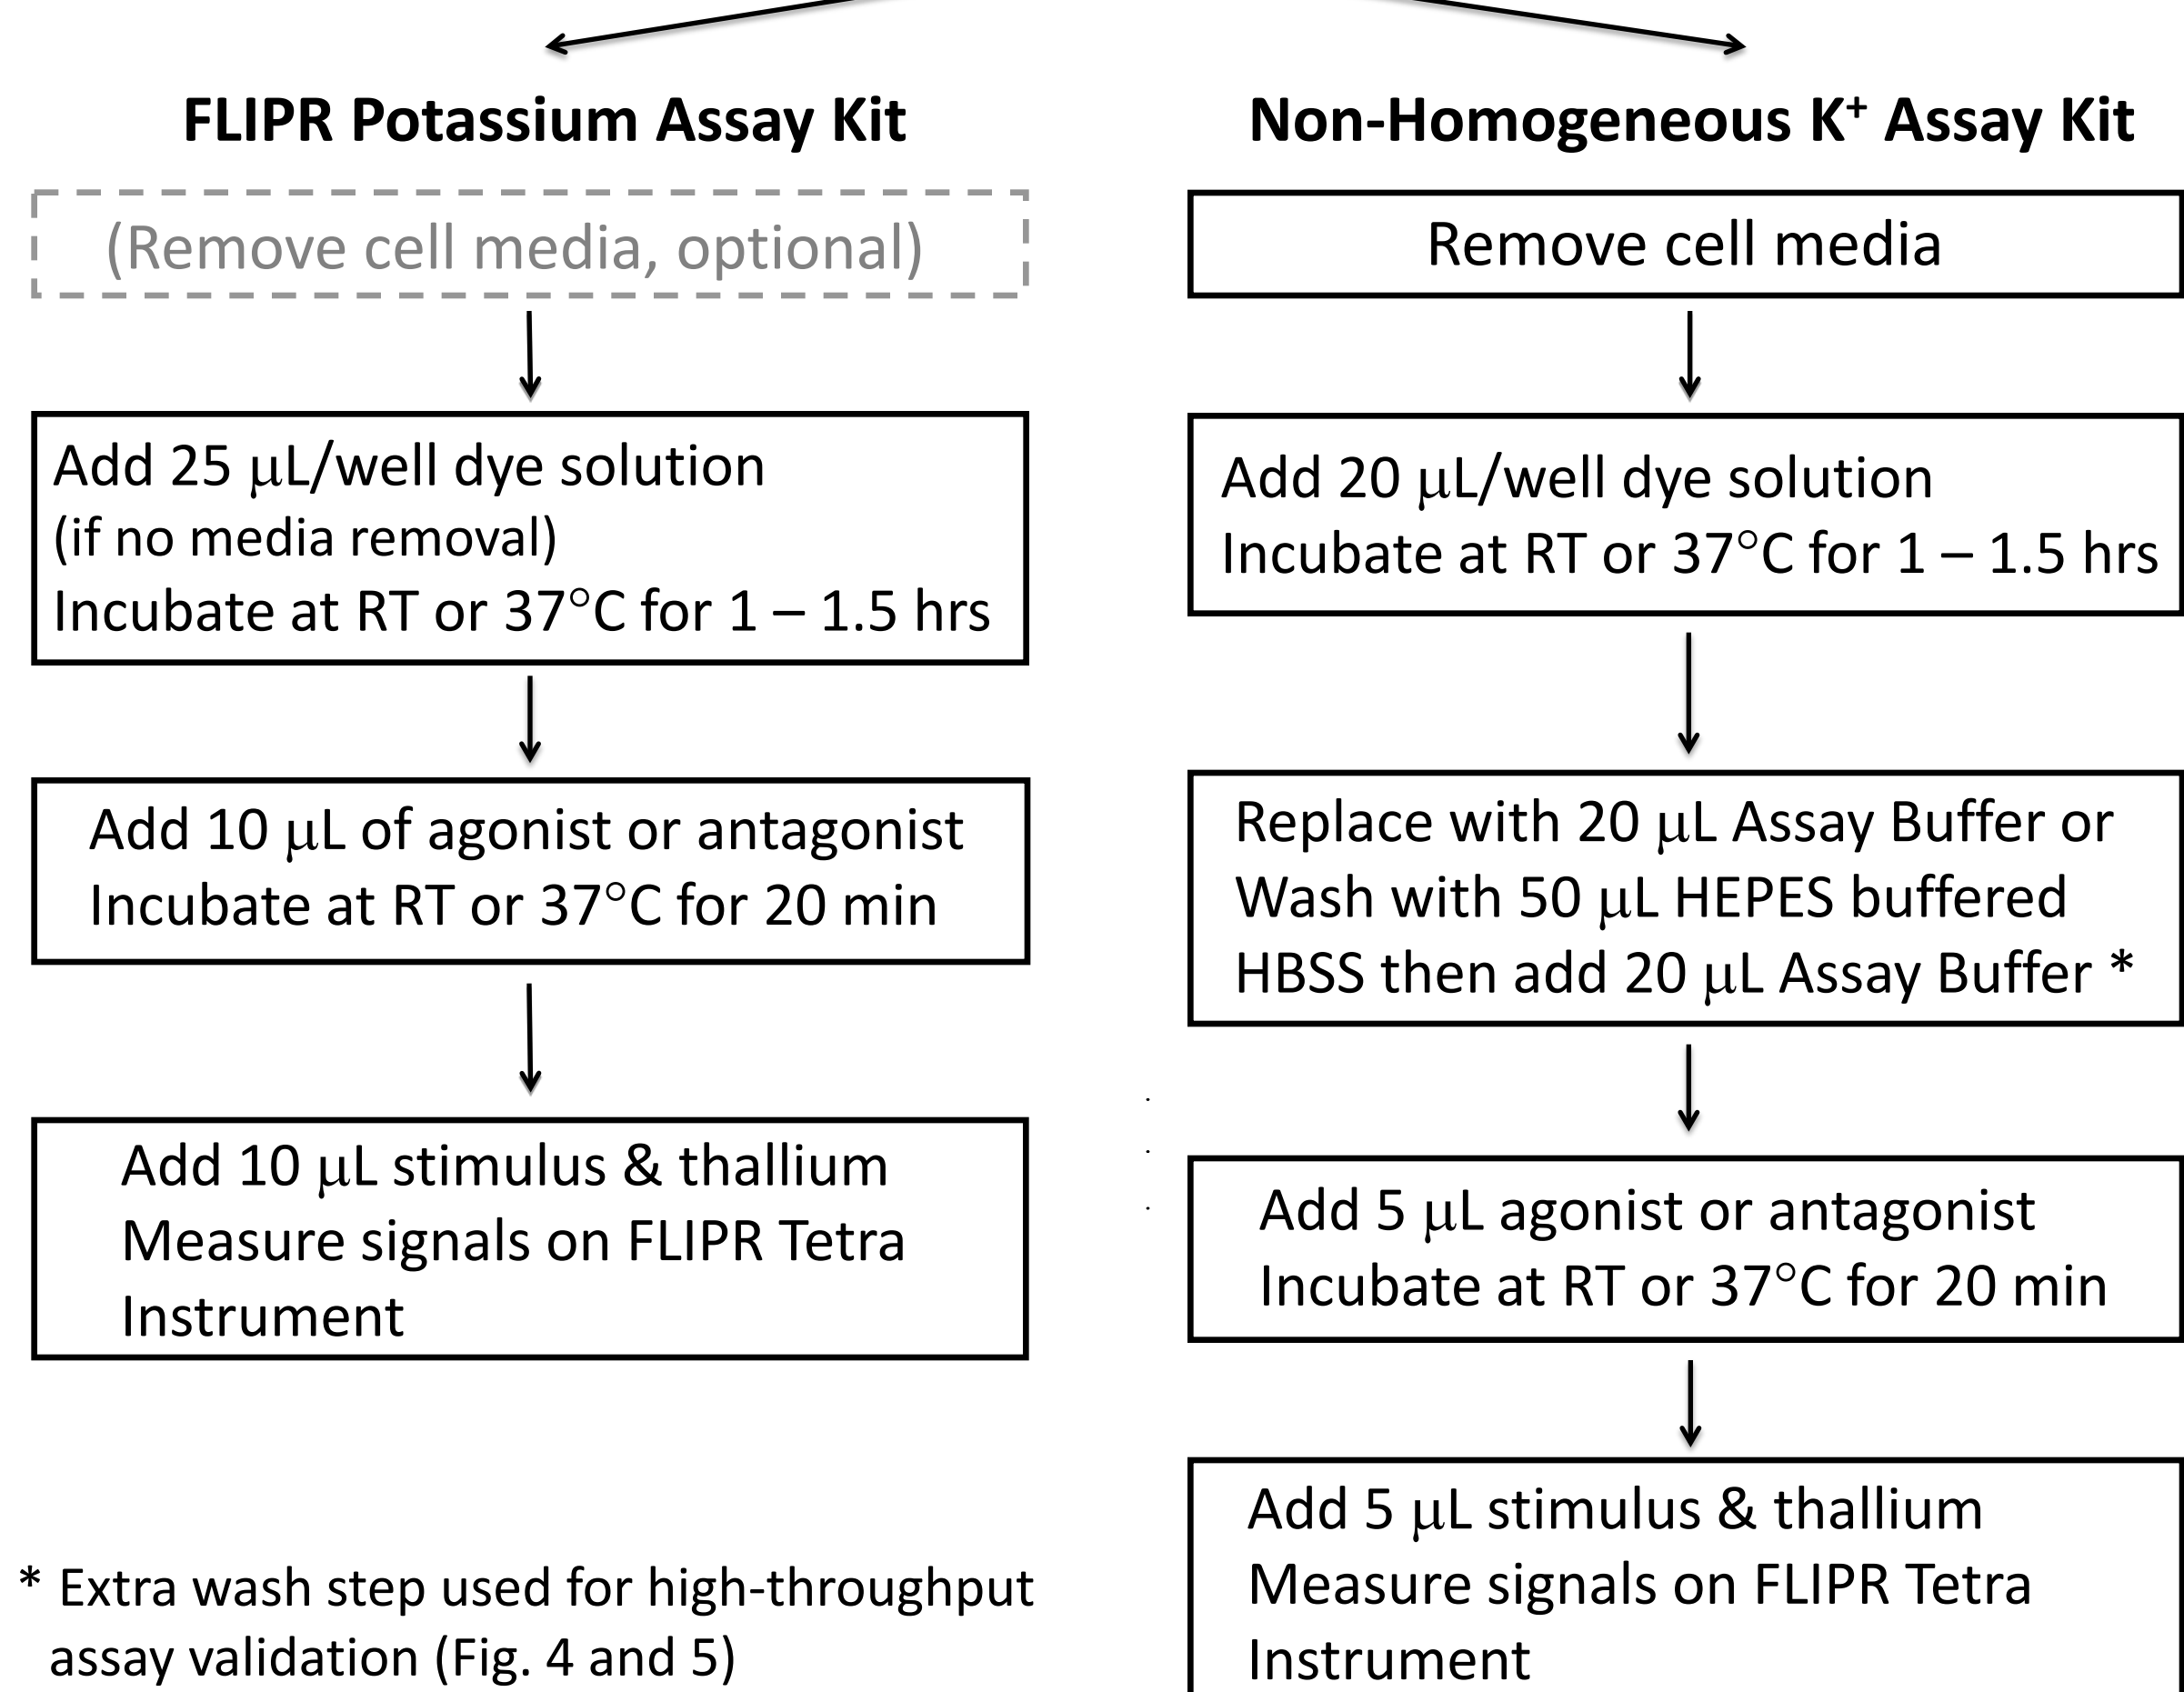 FLIPR Potassium Assay Kit
(Remove cell media, optional)
Add 25 µL/well dye solution
(if no media removal)
Incubate at RT or 37°C for 1 – 1.5 hrs
Add 10 µL of agonist or antagonist
Incubate at RT or 37°C for 20 min
Add 10 µL stimulus & thallium
Measure signals on FLIPR Tetra
Instrument
* Extra wash step used for high-throughput
assay validation (Fig. 4 and 5)
Non-Homogeneous K⁺ Assay Kit
Remove cell media
Add 20 µL/well dye solution
Incubate at RT or 37°C for 1 – 1.5 hrs
Replace with 20 µL Assay Buffer or
Wash with 50 µL HEPES buffered
HBSS then add 20 µL Assay Buffer *
Add 5 µL agonist or antagonist
Incubate at RT or 37°C for 20 min
Add 5 µL stimulus & thallium
Measure signals on FLIPR Tetra
Instrument